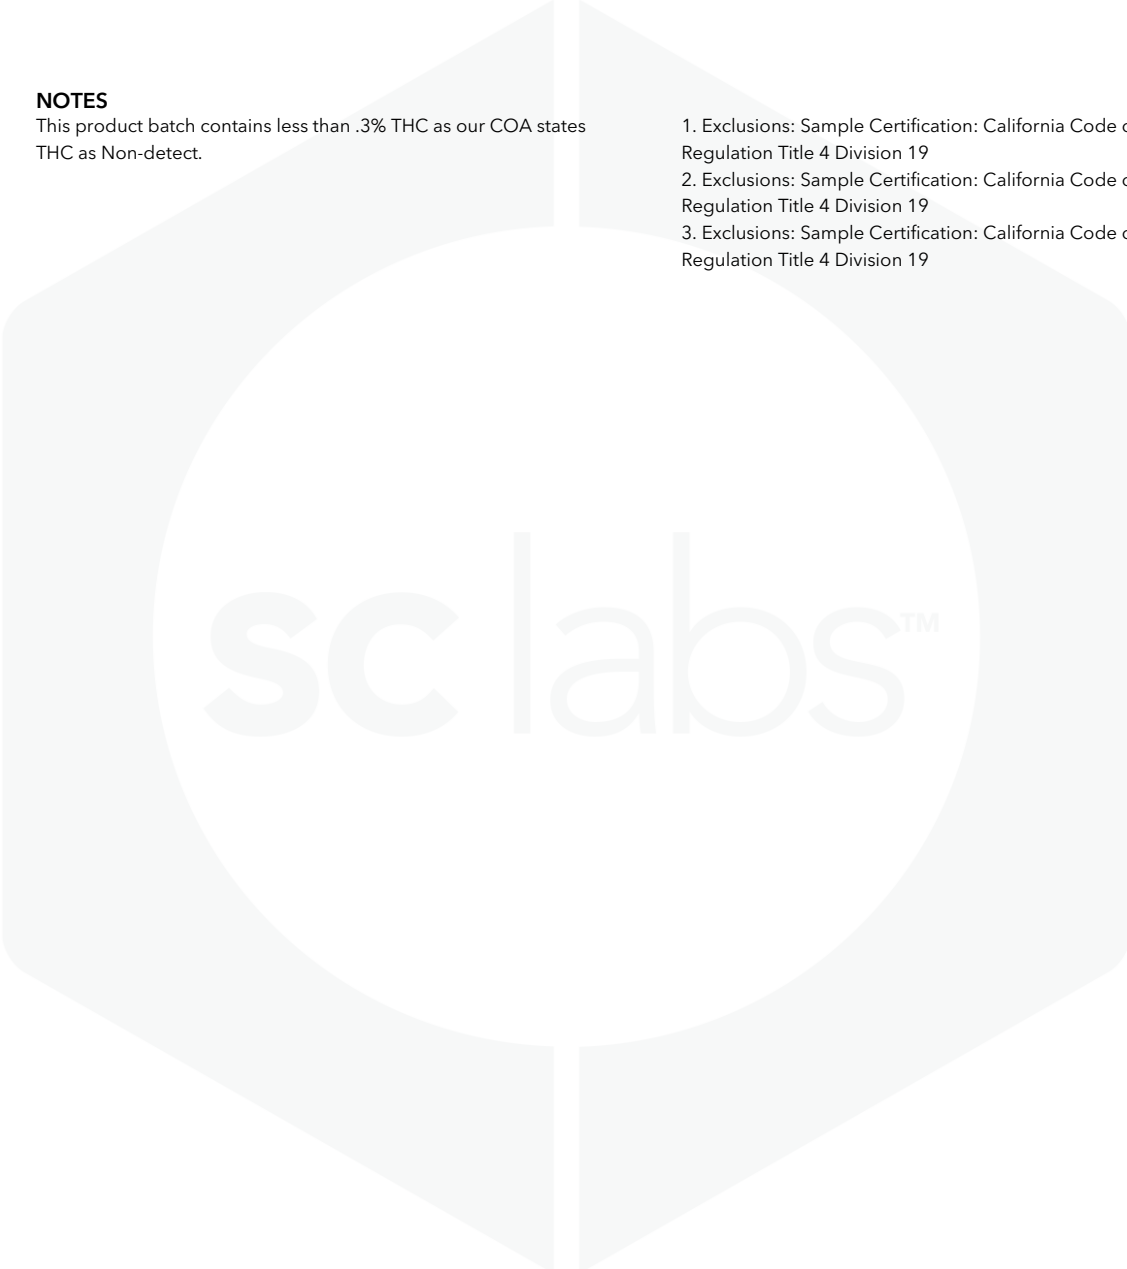 NOTES
This product batch contains less than .3% THC as our COA states
THC as Non-detect.
1. Exclusions: Sample Certification: California Code
Regulation Title 4 Division 19
2. Exclusions: Sample Certification: California Code
Regulation Title 4 Division 19
3. Exclusions: Sample Certification: California Code
Regulation Title 4 Division 19
sc labs™